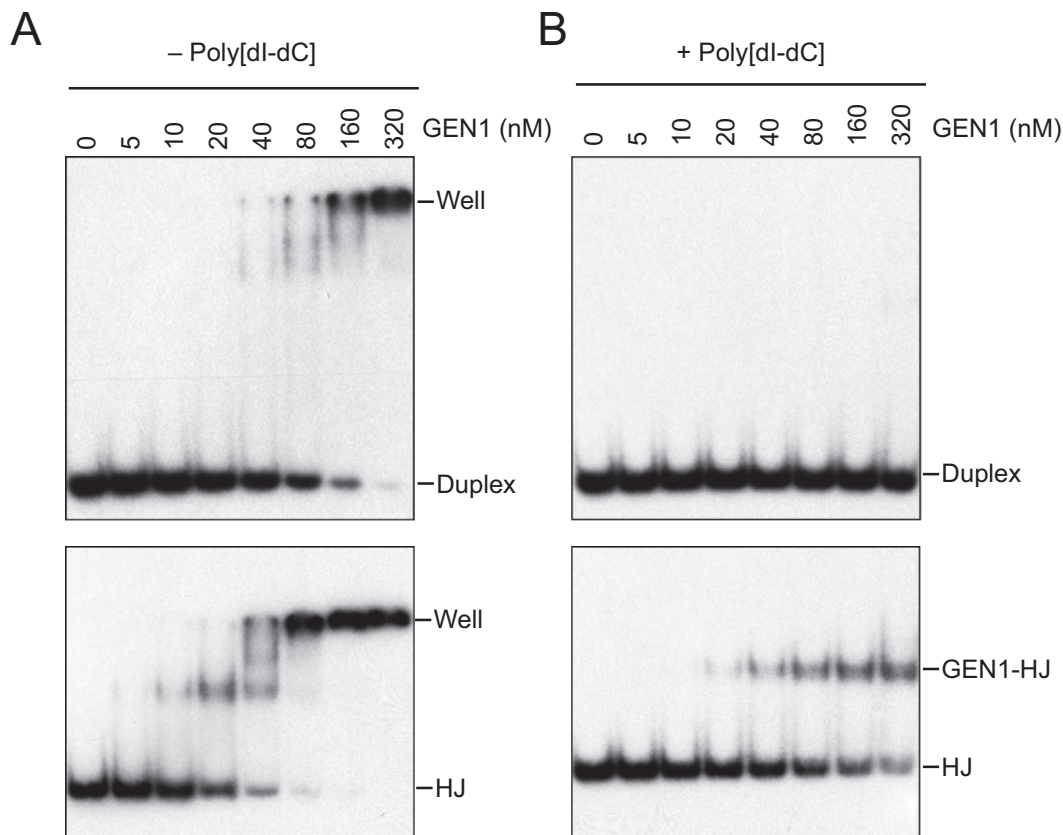 A
– Poly[dI-dC]
0 5 10 20 40 80 160 320 GEN1 (nM)
Well
Duplex
Well
HJ
B
+ Poly[dI-dC]
0 5 10 20 40 80 160 320 GEN1 (nM)
Duplex
GEN1-HJ
HJ